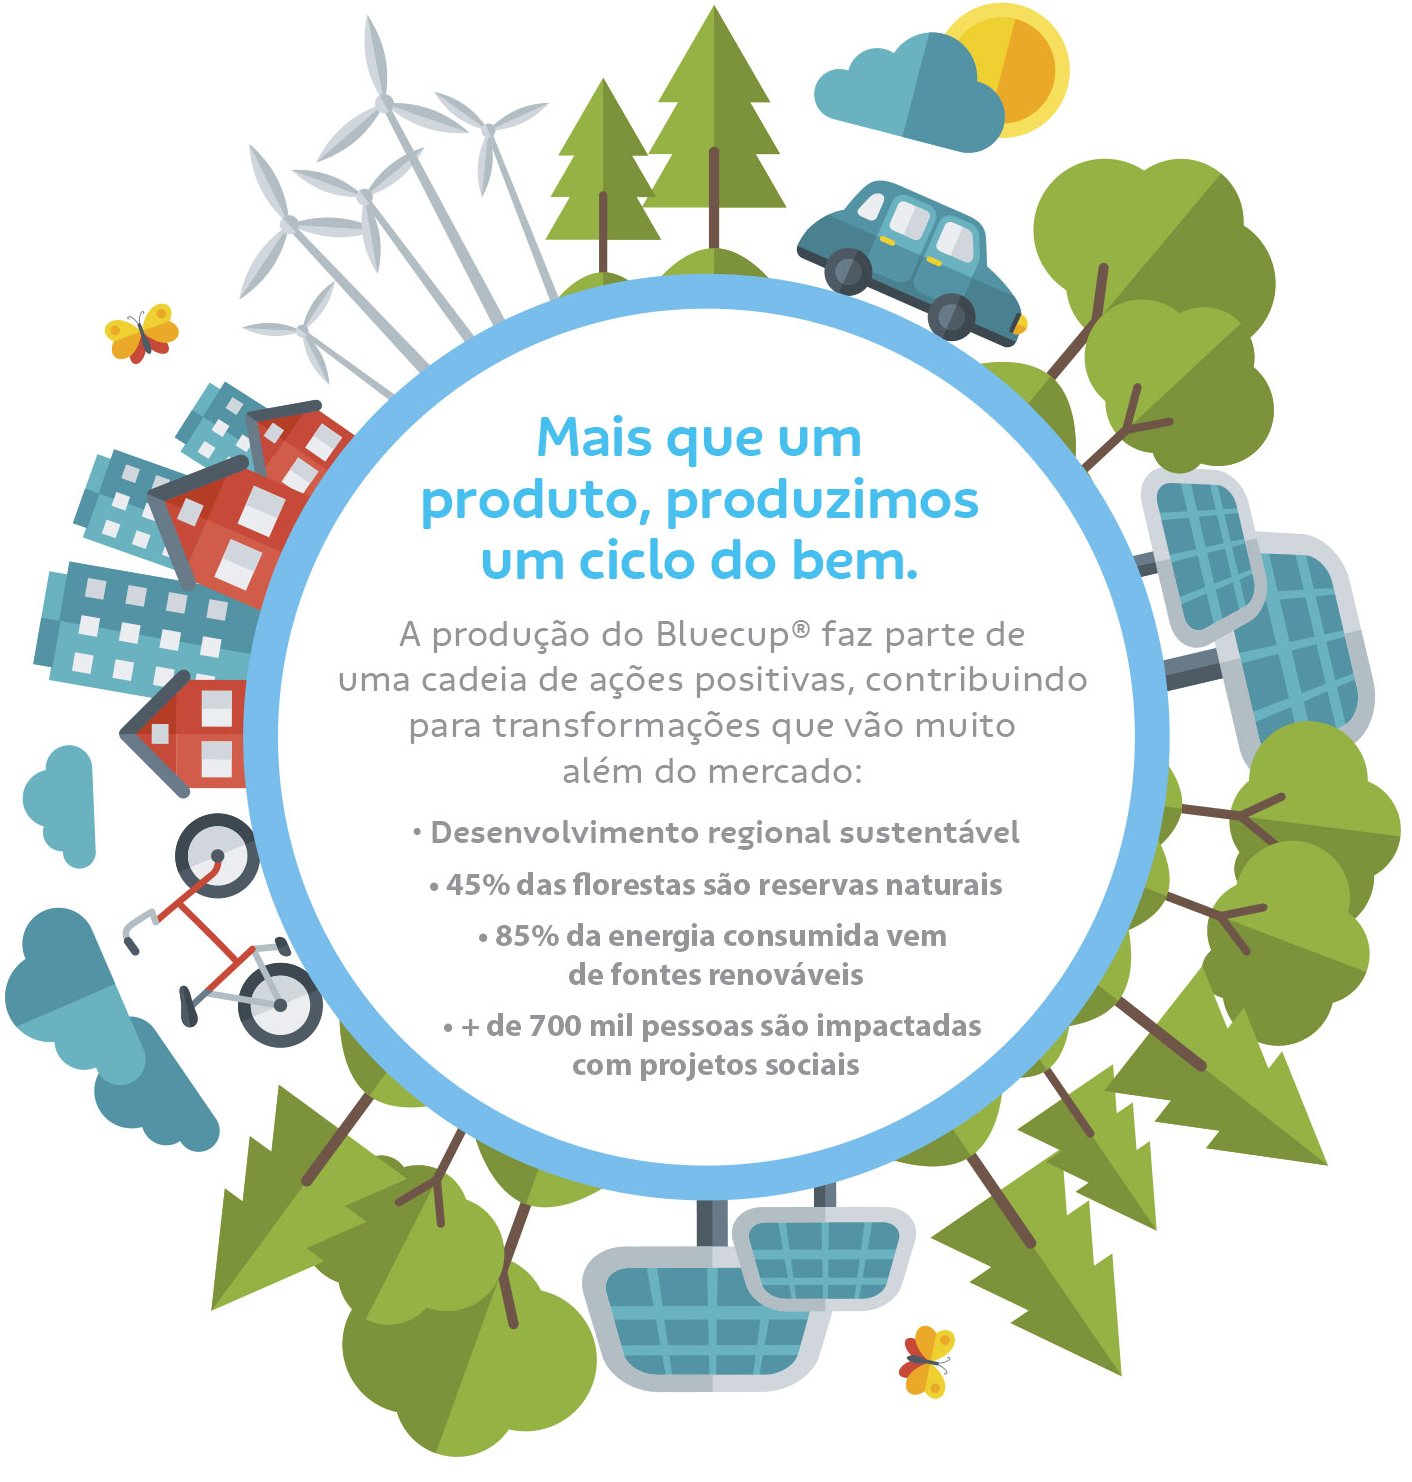 Mais que um
produto, produzimos
um ciclo do bem.
A produção do Bluecup® faz parte de
uma cadeia de ações positivas, contribuindo
para transformações que vão muito
além do mercado:
• Desenvolvimento regional sustentável
• 45% das florestas são reservas naturais
• 85% da energia consumida vem
de fontes renováveis
• + de 700 mil pessoas são impactadas
com projetos sociais